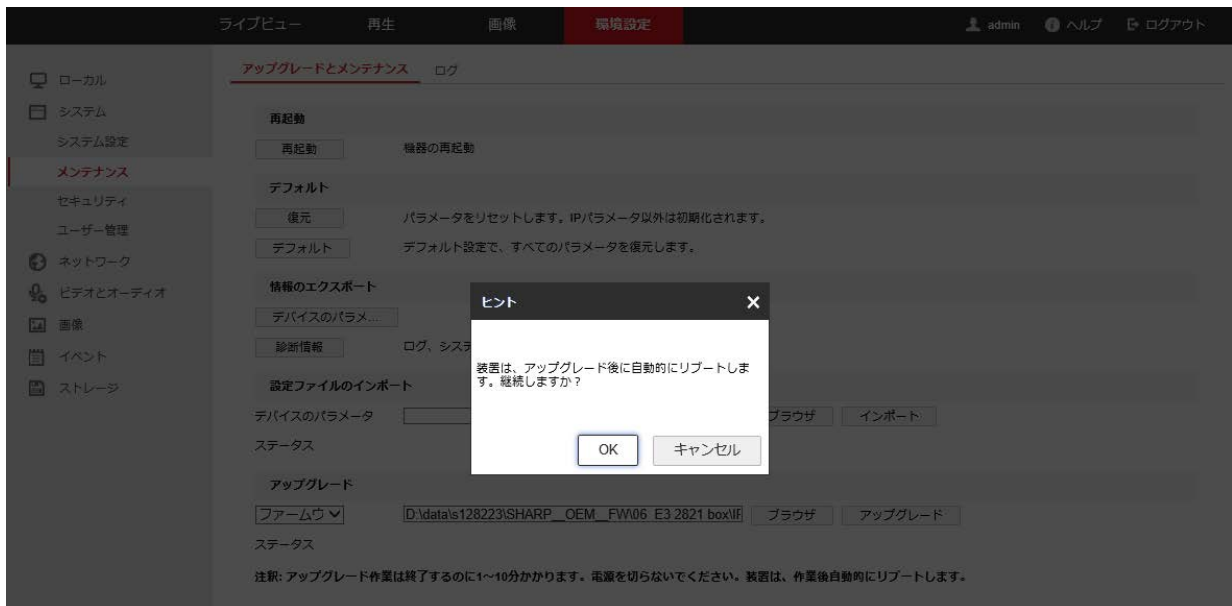 ライブビュー 再生 画像 環境設定 admin ヘルプ ログアウト
アップグレードとメンテナンス ログ
ローカル
システム
システム設定
メンテナンス
セキュリティ
ユーザー管理
ネットワーク
ビデオとオーディオ
画像
イベント
ストレージ
再起動
再起動 機器の再起動
デフォルト
復元 パラメータをリセットします。IPパラメータ以外は初期化されます。
デフォルト デフォルト設定で、すべてのパラメータを復元します。
情報のエクスポート
デバイスのパラメ...
診断情報 ログ、システ
設定ファイルのインポート
デバイスのパラメータ ブラウザ インポート
ステータス
アップグレード
ファームウ D:\data\s128223\SHARP__OEM__FW\06_E3 2821 box\IF ブラウザ アップグレード
ステータス
注釈: アップグレード作業は終了するのに1～10分かかります。電源を切らないでください。装置は、作業後自動的にリブートします。
ヒント
装置は、アップグレード後に自動的にリブートしま
す。継続しますか？
OK キャンセル